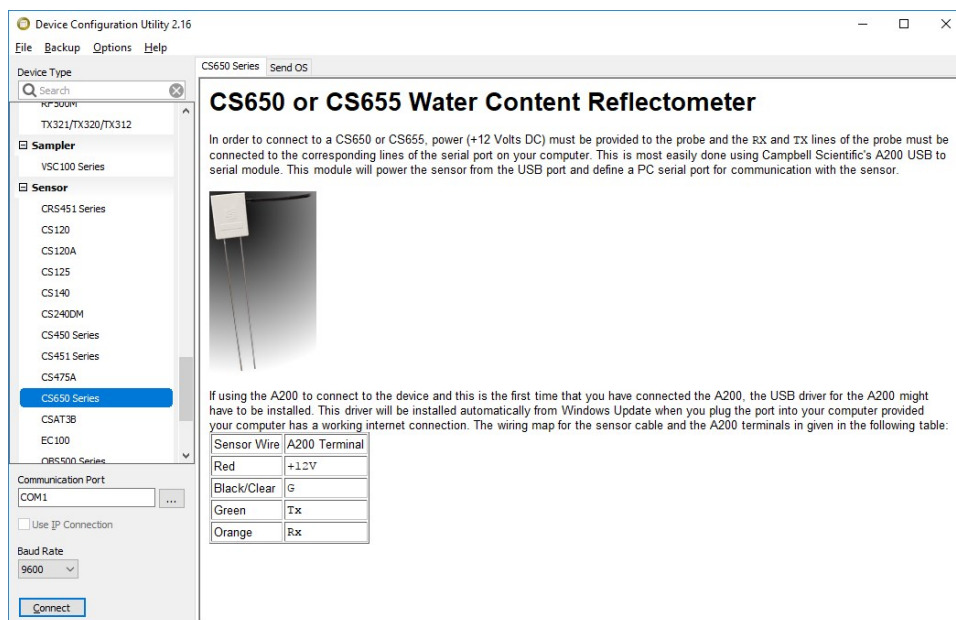 Device Configuration Utility 2.16
File Backup Options Help
Device Type
Search
RF500M
TX321/TX320/TX312
Sampler
VSC100 Series
Sensor
CRS451 Series
CS120
CS120A
CS125
CS140
CS240DM
CS450 Series
CS451 Series
CS475A
CS650 Series
CSAT3B
EC100
OBS500 Series
Communication Port
COM1
...
Use IP Connection
Baud Rate
9600
Connect
CS650 Series Send OS
CS650 or CS655 Water Content Reflectometer
In order to connect to a CS650 or CS655, power (+12 Volts DC) must be provided to the probe and the RX and TX lines of the probe must be
connected to the corresponding lines of the serial port on your computer. This is most easily done using Campbell Scientific's A200 USB to
serial module. This module will power the sensor from the USB port and define a PC serial port for communication with the sensor.
If using the A200 to connect to the device and this is the first time that you have connected the A200, the USB driver for the A200 might
have to be installed. This driver will be installed automatically from Windows Update when you plug the port into your computer provided
your computer has a working internet connection. The wiring map for the sensor cable and the A200 terminals in given in the following table:
Sensor Wire A200 Terminal
Red +12V
Black/Clear G
Green Tx
Orange Rx